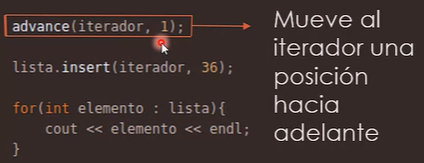 advance(iterador, 1);
lista.insert(iterador, 36);
for(int elemento : lista){
    cout << elemento << endl;
}
Mueve al
iterador una
posición
hacia
adelante